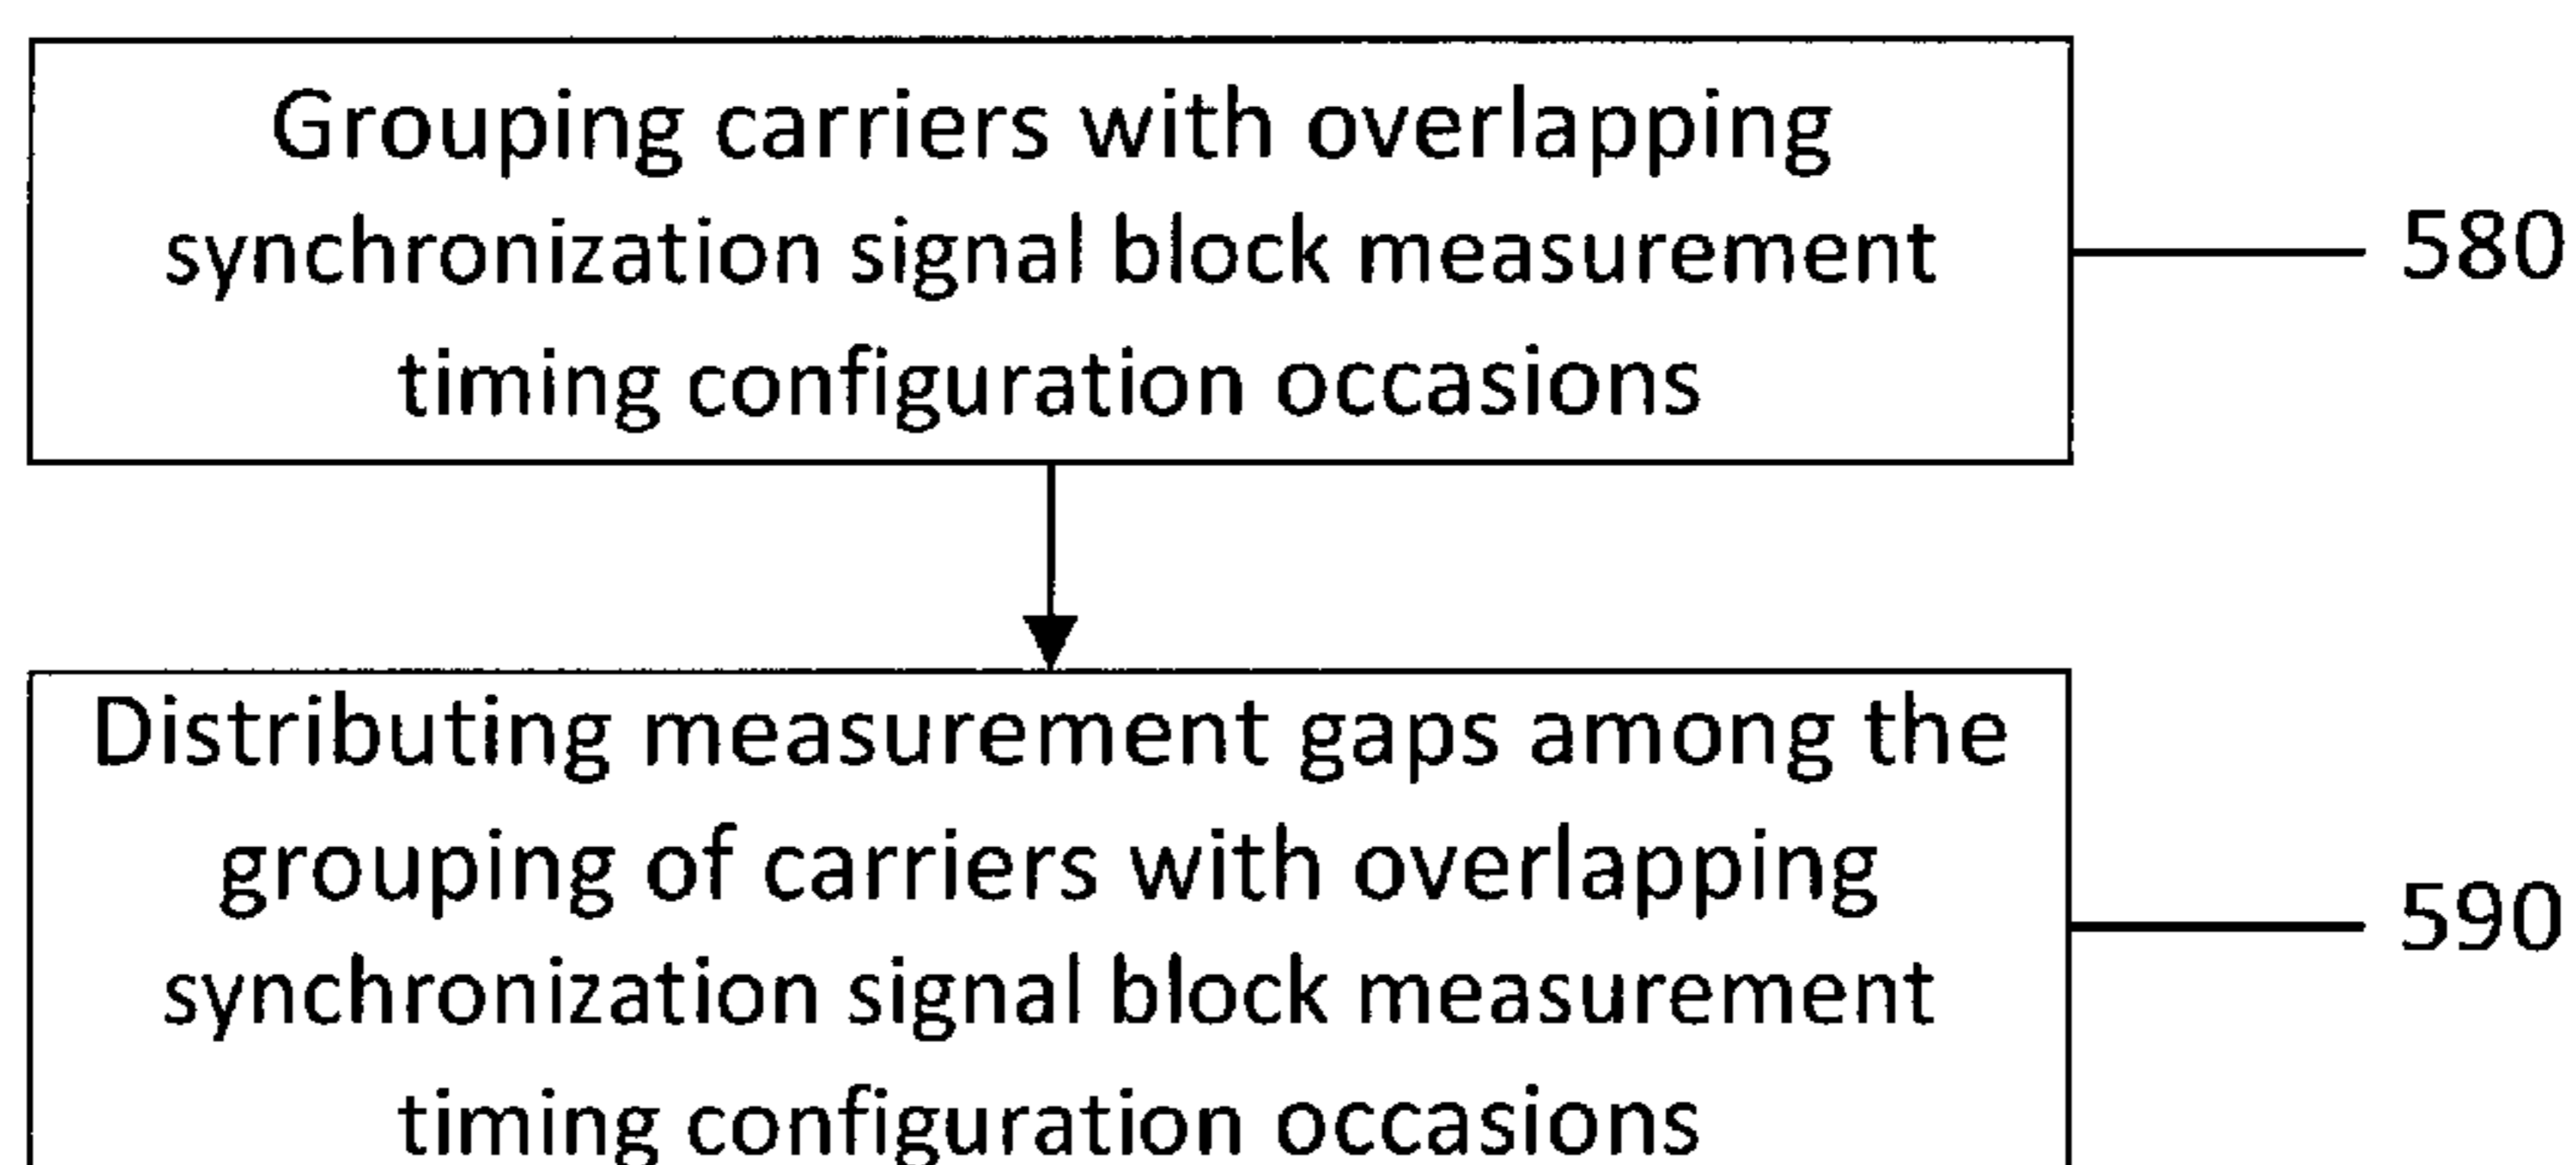 Grouping carriers with overlapping
synchronization signal block measurement
timing configuration occasions
580
Distributing measurement gaps among the
grouping of carriers with overlapping
synchronization signal block measurement
timing configuration occasions
590